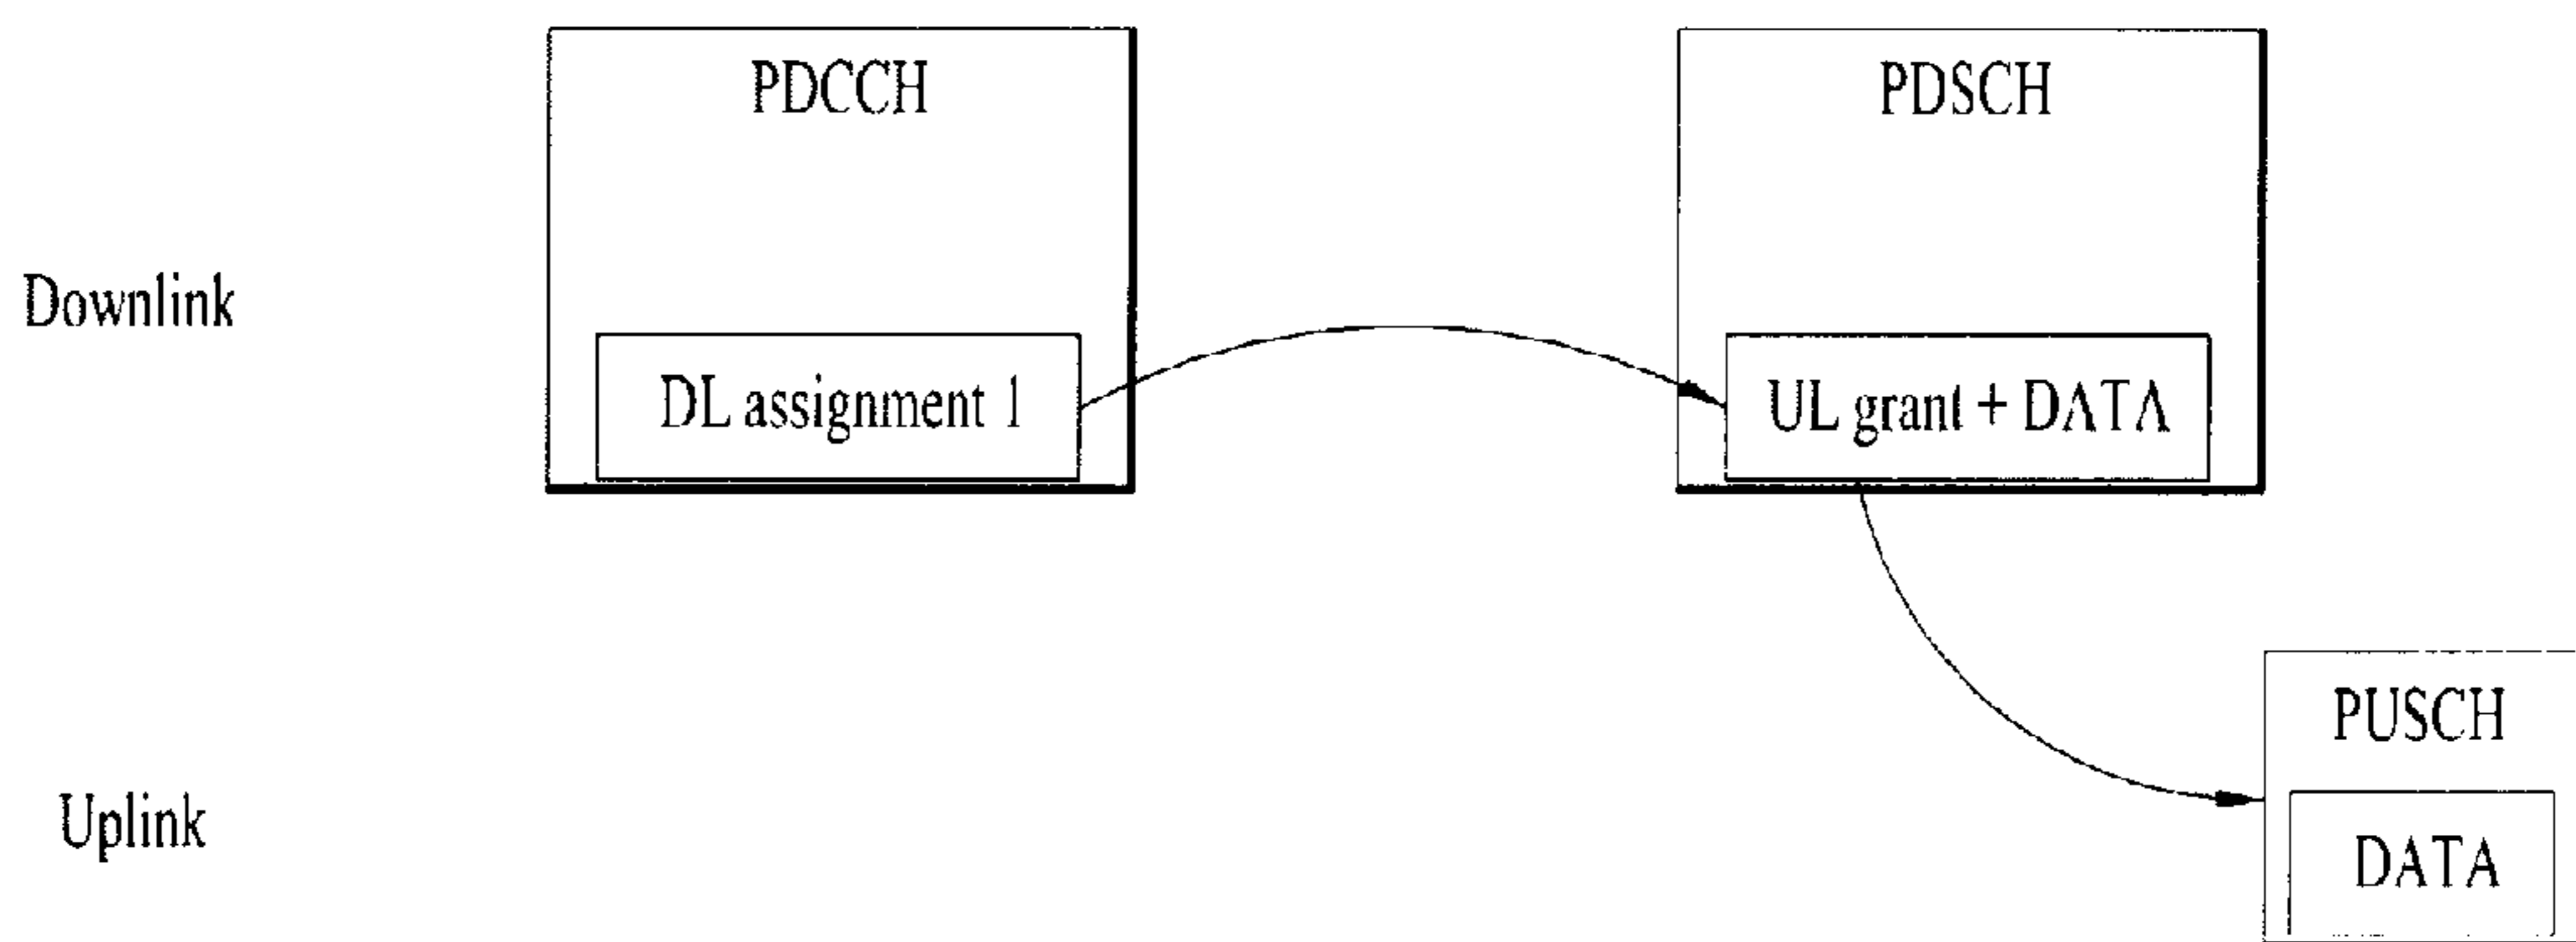 PDCCH
PDSCH
Downlink
DL assignment 1
UL grant + DATA
PUSCH
Uplink
DATA